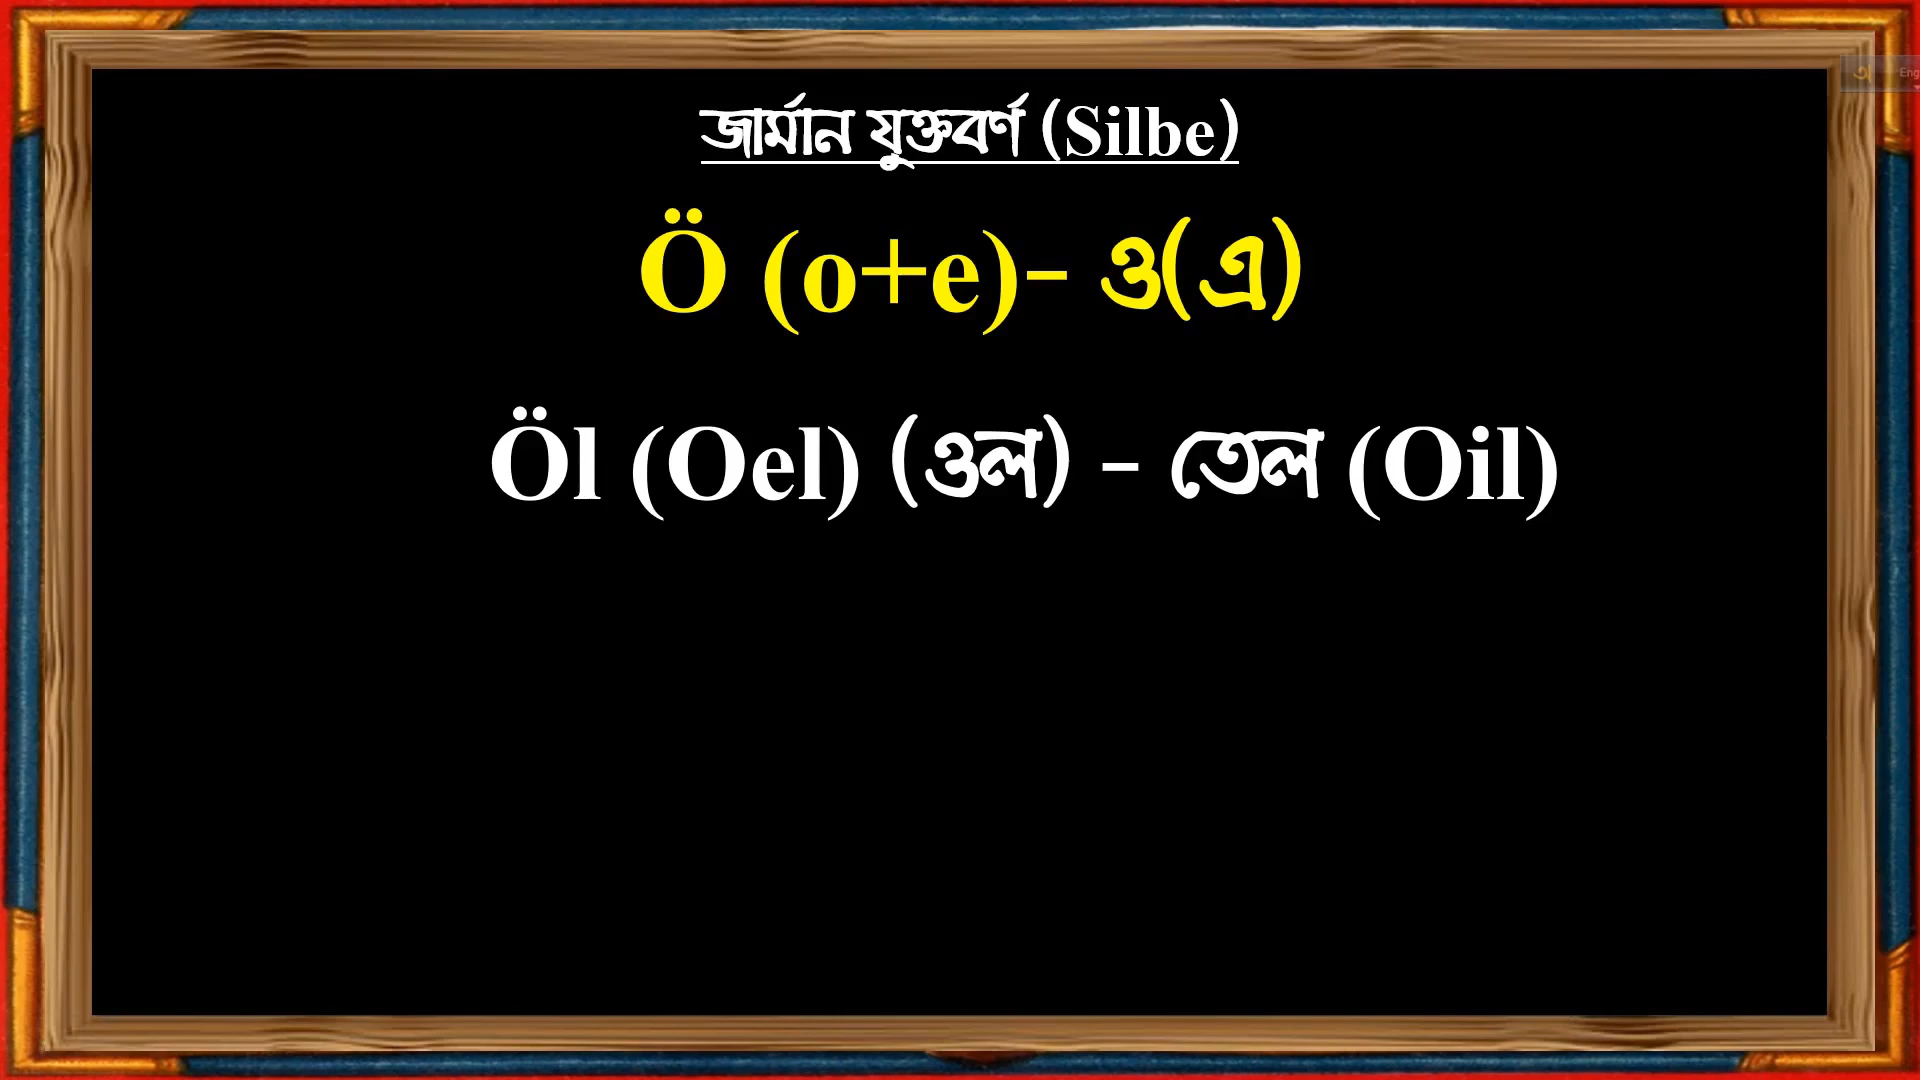 জার্মান যুক্তবর্ণ (Silbe)
Ö (o+e)- ও(এ)
Öl (Oel) (ওল) - তেল (Oil)